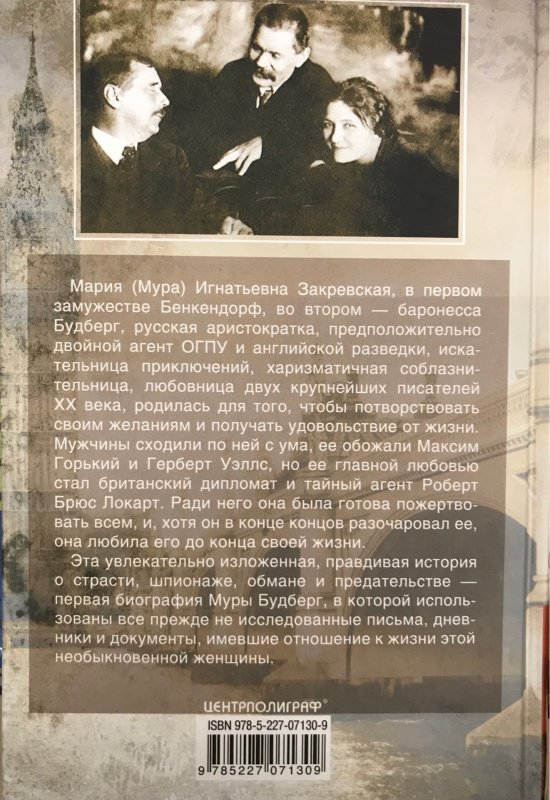 Мария (Мура) Игнатьевна Закревская, в первом
замужестве Бенкендорф, во втором — баронесса
Будберг, русская аристократка, предположительно
двойной агент ОГПУ и английской разведки, иска-
тельница приключений, харизматичная соблазни-
тельница, любовница двух крупнейших писателей
XX века, родилась для того, чтобы потворствовать
своим желаниям и получать удовольствие от жизни.
Мужчины сходили по ней с ума, ее обожали Максим
Горький и Герберт Уэллс, но ее главной любовью
стал британский дипломат и тайный агент Роберт
Брюс Локарт. Ради него она была готова пожертво-
вать всем, и, хотя он в конце концов разочаровал ее,
она любила его до конца своей жизни.
Эта увлекательно изложенная, правдивая история
о страсти, шпионаже, обмане и предательстве —
первая биография Муры Будберг, в которой исполь-
зованы все прежде не исследованные письма, днев-
ники и документы, имевшие отношение к жизни этой
необыкновенной женщины.
ЦЕНТРПОЛИГРАФ®
ISBN 978-5-227-07130-9
9 785227 071309